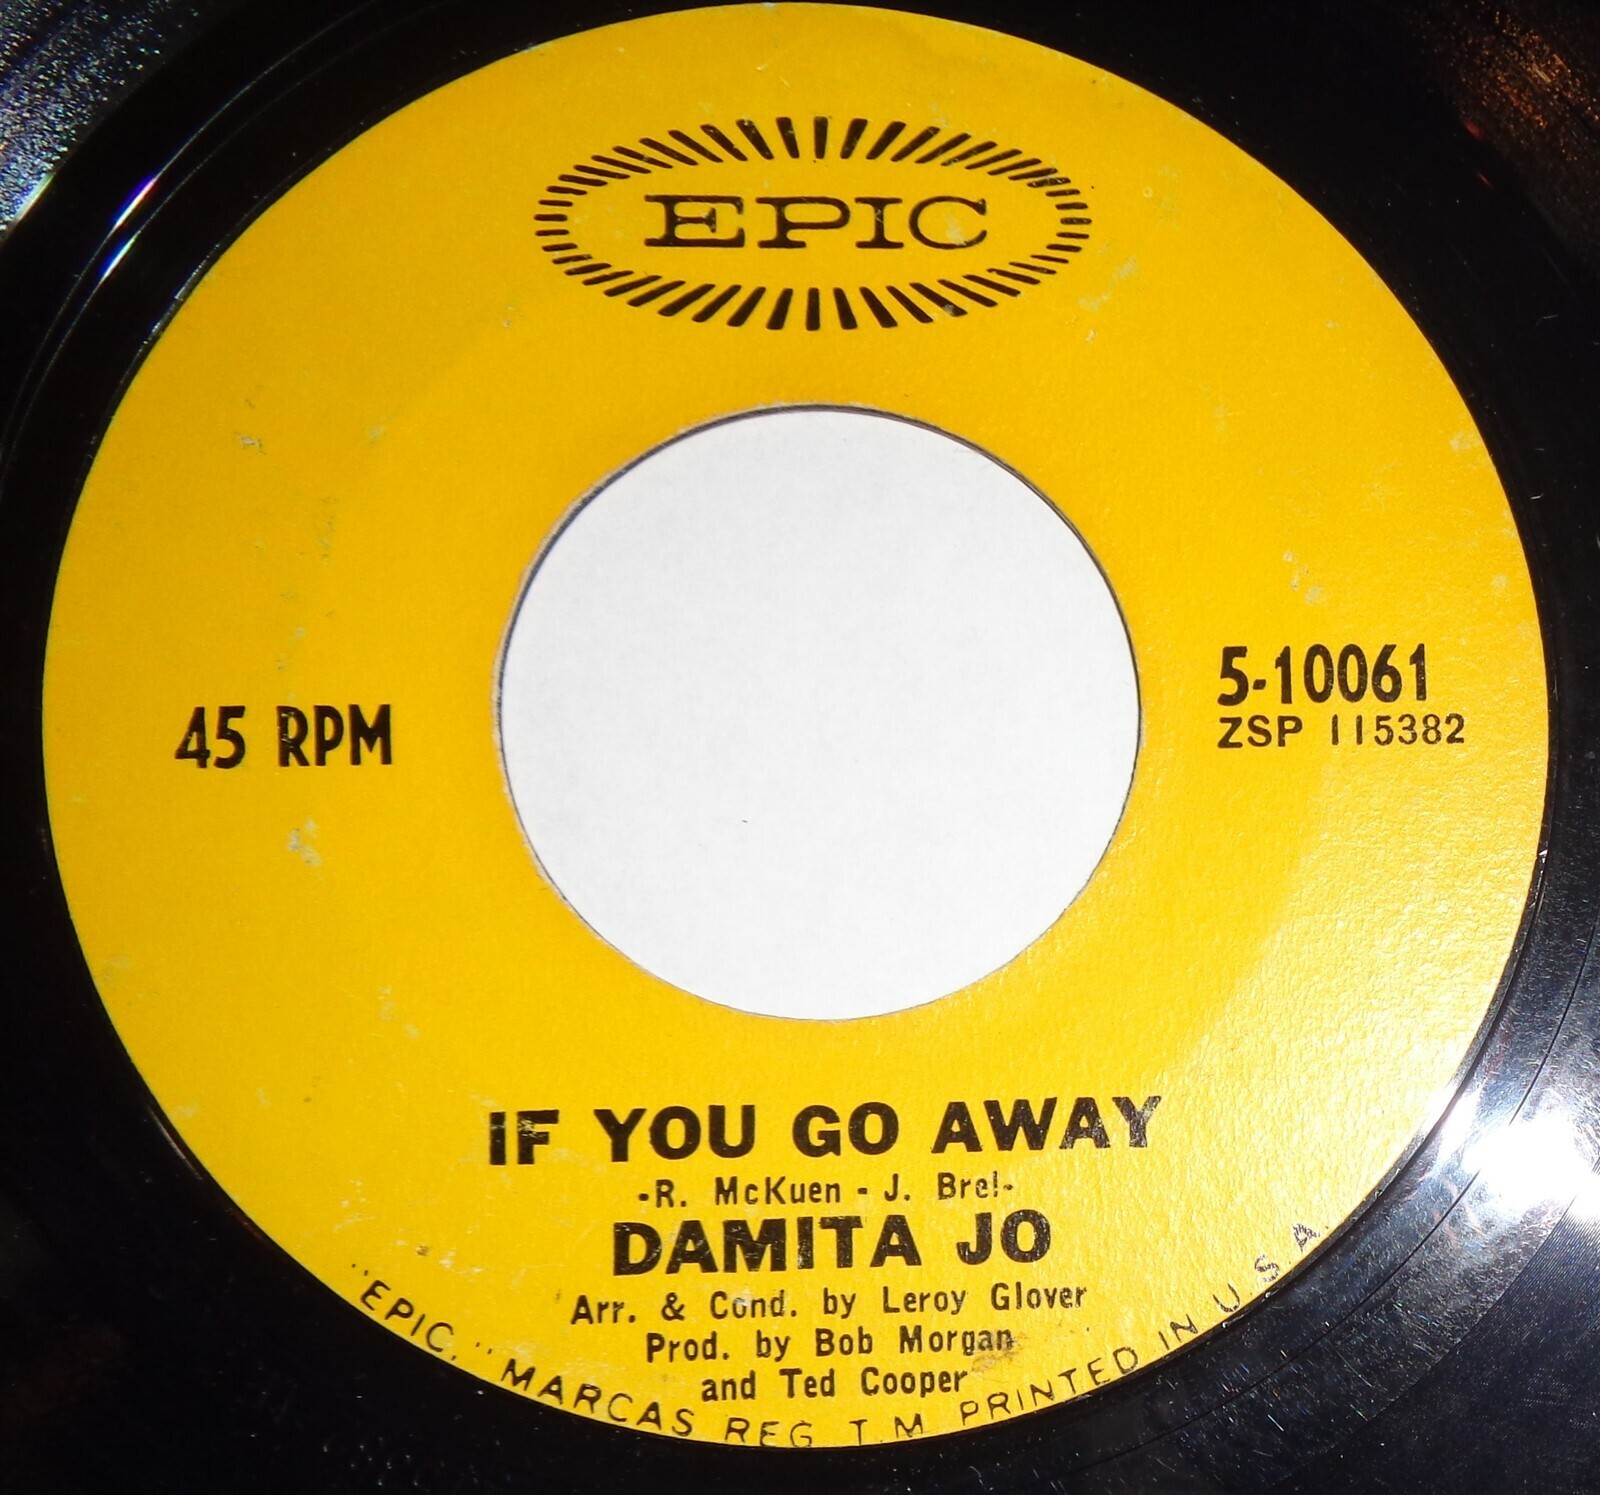 EPIC
45 RPM
5-10061
ZSP 115382
IF YOU GO AWAY
-R. McKuen - J. Brel-
DAMITA JO
Arr. & Cond. by Leroy Glover
Prod. by Bob Morgan
and Ted Cooper
"EPIC," MARCAS REG T.M PRINTED IN U.S.A.